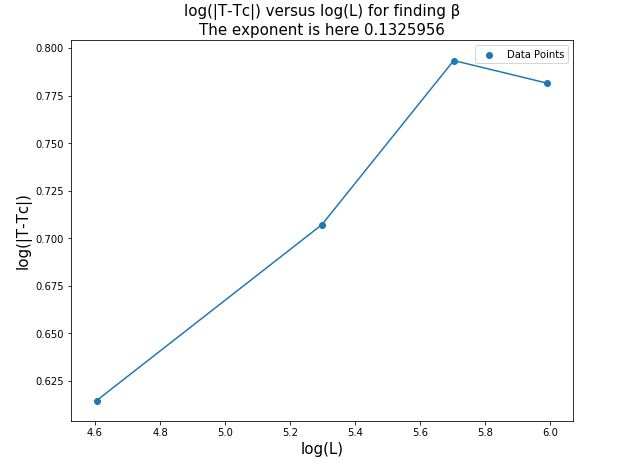 log(|T-Tc|) versus log(L) for finding β
The exponent is here 0.1325956
Data Points
0.800
0.775
0.750
0.725
0.700
0.675
0.650
0.625
log(|T-Tc|)
4.6 4.8 5.0 5.2 5.4 5.6 5.8 6.0
log(L)